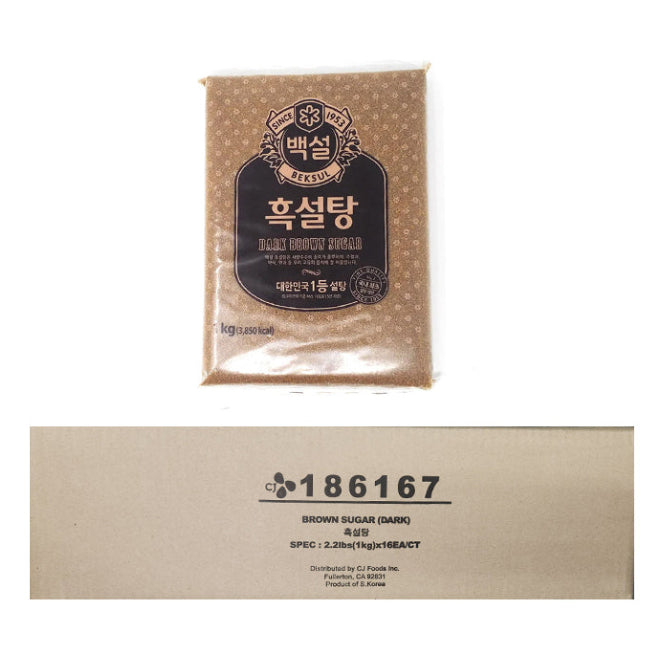 SINCE 1953
백설
BEKSUL
흑설탕
DARK BROWN SUGAR
대한민국 1등 설탕
1kg(3,850 kcal)
CJ 186167
BROWN SUGAR (DARK)
흑설탕
SPEC : 2.2lbs(1kg)x16EA/CT
Distributed by CJ Foods Inc.
Fullerton, CA 92831
Product of S.Korea